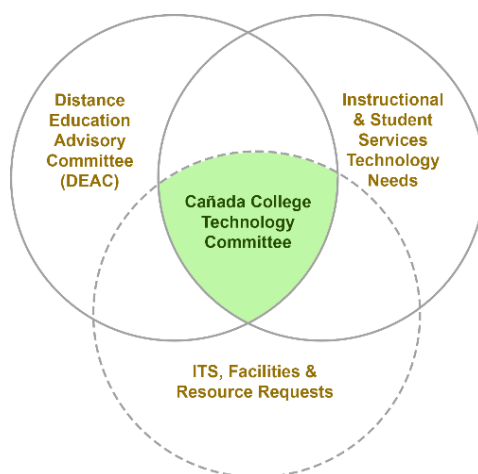 Distance
Education
Advisory
Committee
(DEAC)
Instructional
& Student
Services
Technology
Needs
Cañada College
Technology
Committee
ITS, Facilities &
Resource Requests